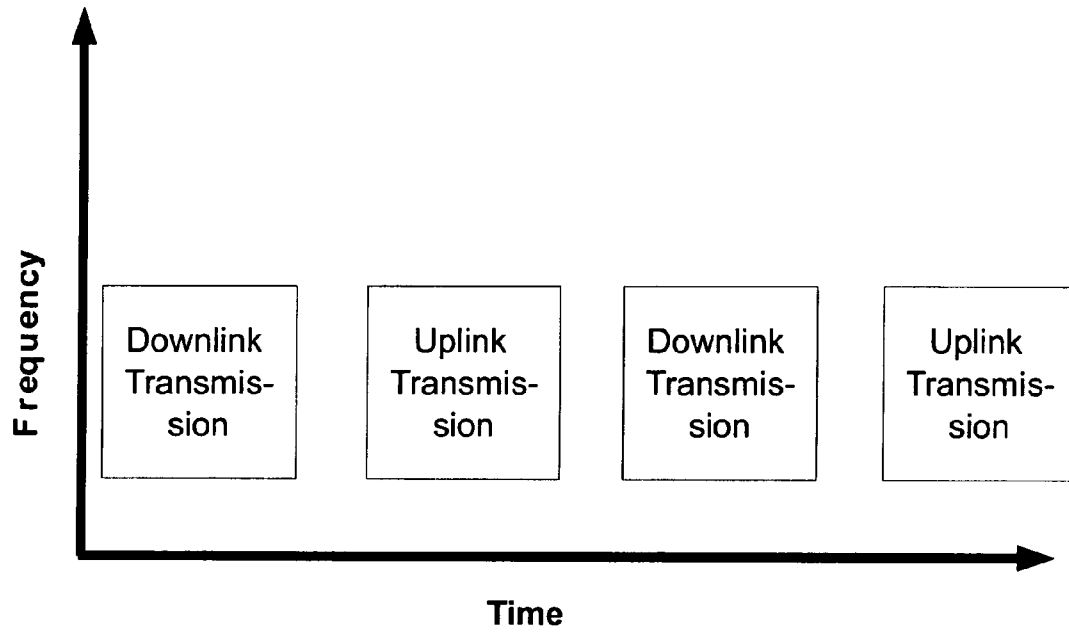 Frequency
Downlink
Transmis-
sion
Uplink
Transmis-
sion
Downlink
Transmis-
sion
Uplink
Transmis-
sion
Time